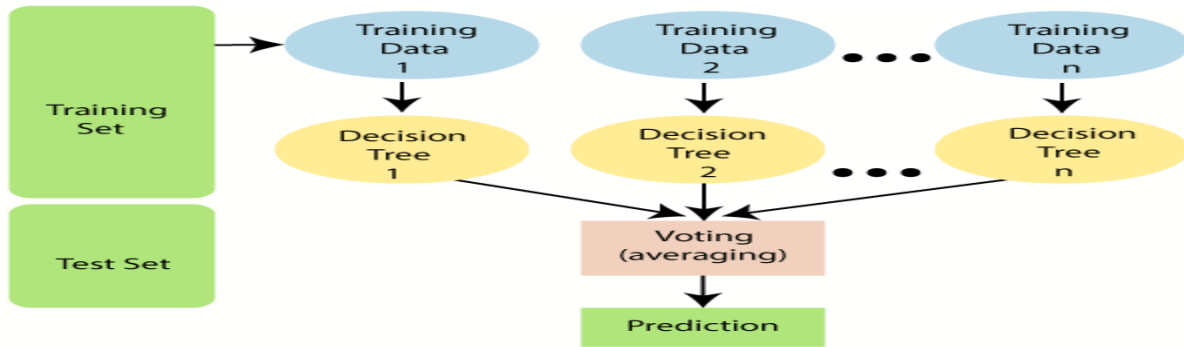 Training
Set
Test Set
Training
Data
1
Training
Data
2
Training
Data
n
Decision
Tree
1
Decision
Tree
2
Decision
Tree
n
Voting
(averaging)
Prediction